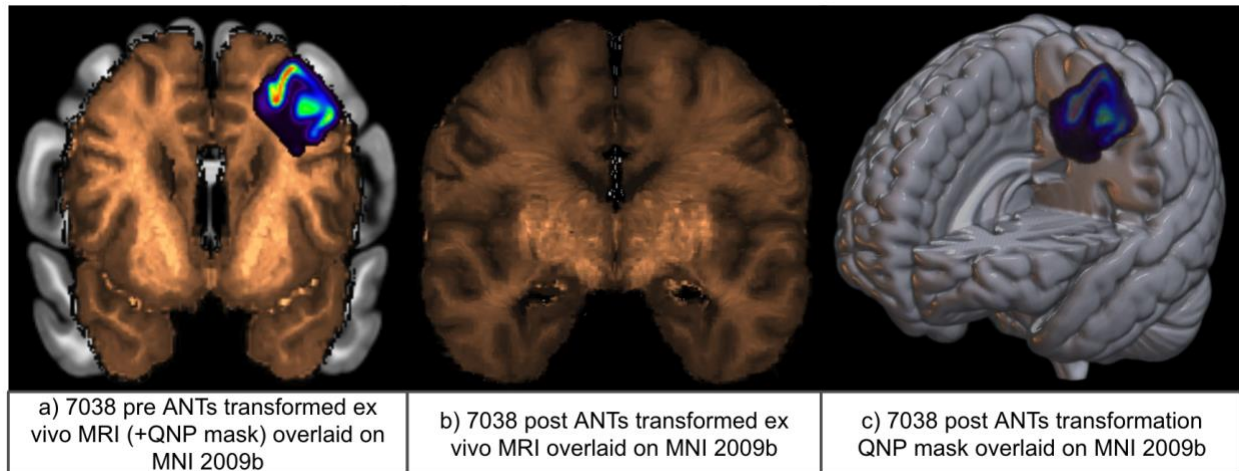 a) 7038 pre ANTs transformed ex
vivo MRI (+QNP mask) overlaid on
MNI 2009b
b) 7038 post ANTs transformed ex
vivo MRI overlaid on MNI 2009b
c) 7038 post ANTs transformation
QNP mask overlaid on MNI 2009b